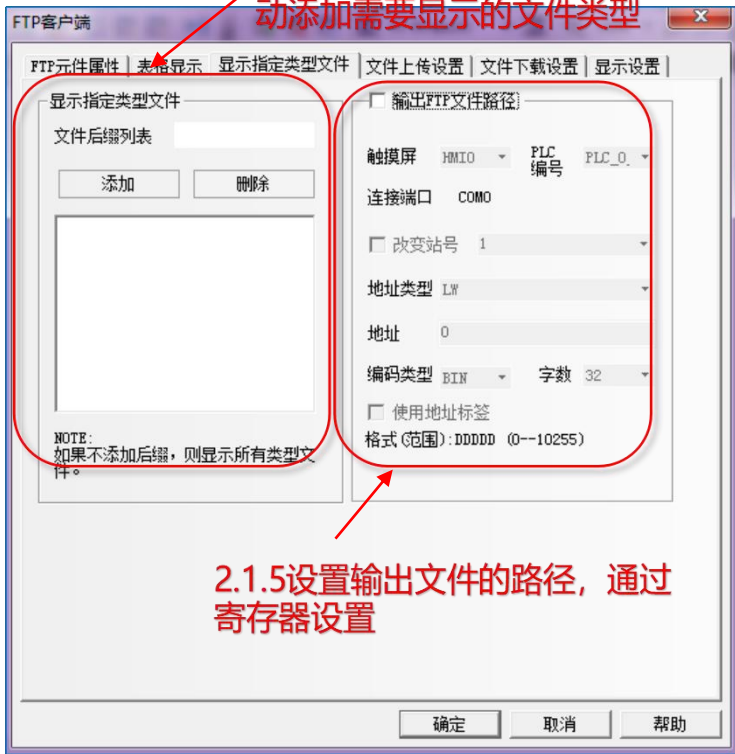 动添加需要显示的文件类型
FTP客户端
FTP元件属性 表格显示 显示指定类型文件 文件上传设置 文件下载设置 显示设置
显示指定类型文件
文件后缀列表
添加 删除
NOTE:
如果不添加后缀，则显示所有类型文
件。
输出FTP文件路径
触摸屏 HMI0 PLC
编号 PLC_0_
连接端口 COM0
改变站号 1
地址类型 LW
地址 0
编码类型 BIN 字数 32
使用地址标签
格式(范围):DDDDD (0--10255)
2.1.5设置输出文件的路径，通过
寄存器设置
确定 取消 帮助